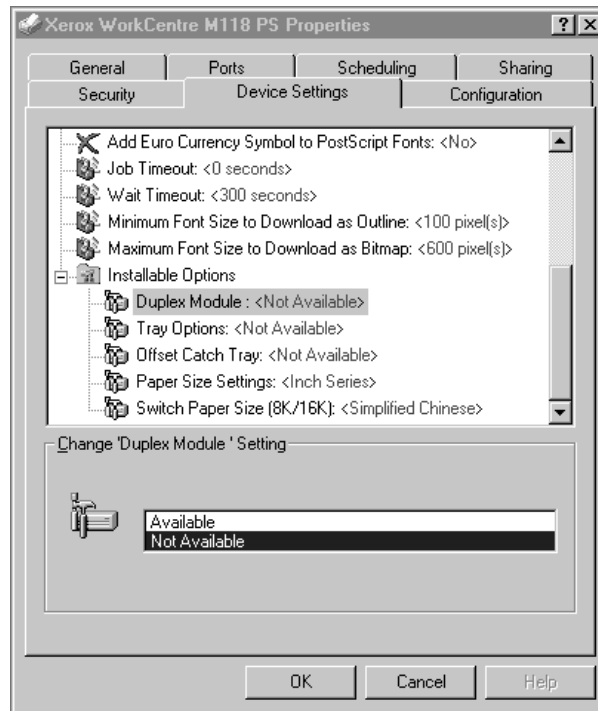 Xerox WorkCentre M118 PS Properties
General Ports Scheduling Sharing
Security Device Settings Configuration
Add Euro Currency Symbol to PostScript Fonts: <No>
Job Timeout: <0 seconds>
Wait Timeout: <300 seconds>
Minimum Font Size to Download as Outline: <100 pixel(s)>
Maximum Font Size to Download as Bitmap: <600 pixel(s)>
Installable Options
Duplex Module : <Not Available>
Tray Options: <Not Available>
Offset Catch Tray: <Not Available>
Paper Size Settings: <Inch Series>
Switch Paper Size (8K/16K): <Simplified Chinese>
Change 'Duplex Module ' Setting
Available
Not Available
OK Cancel Help